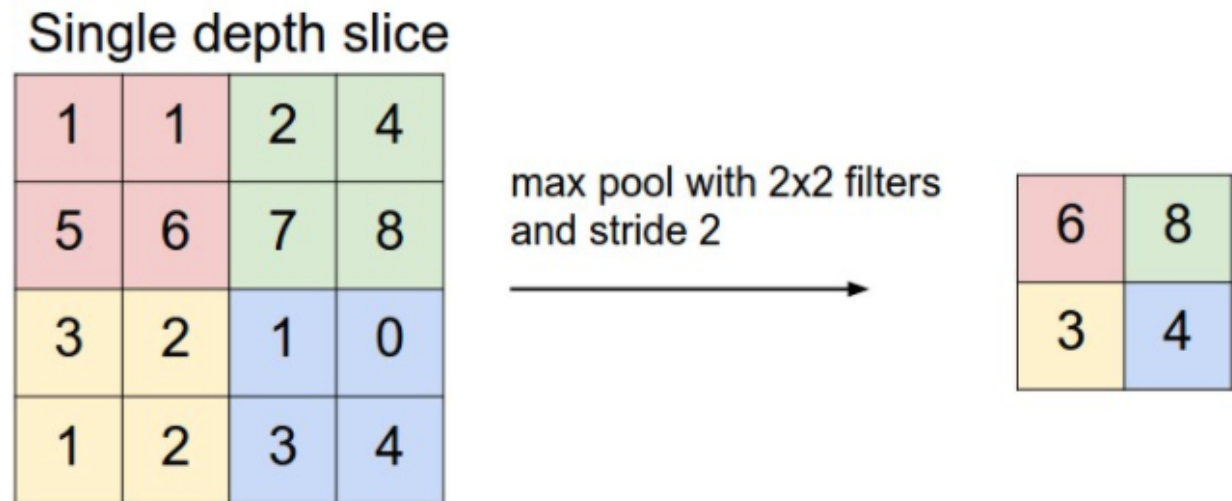 Single depth slice
1 1 2 4
5 6 7 8
3 2 1 0
1 2 3 4
max pool with 2x2 filters
and stride 2
6 8
3 4